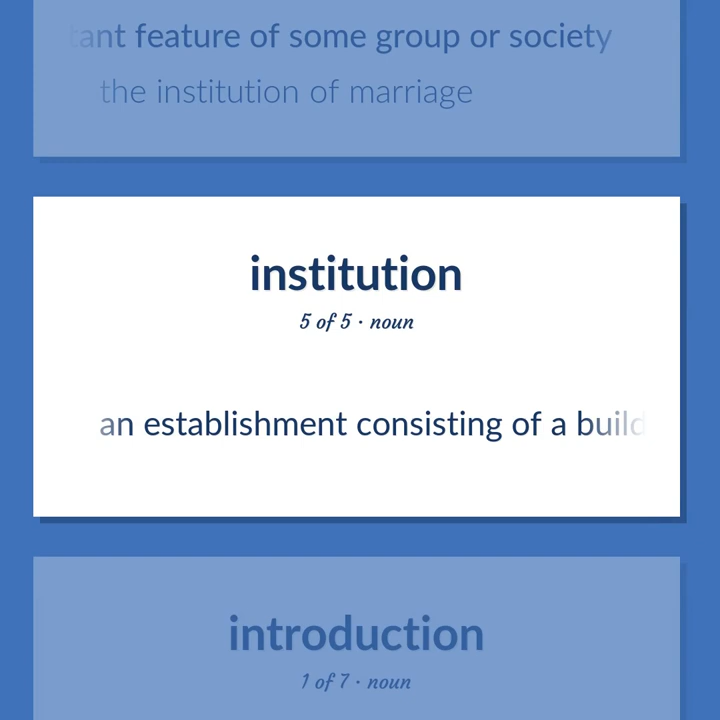 feature of some group or society
the institution of marriage
institution
5 of 5 · noun
an establishment consisting of a
introduction
1 of 7 · noun